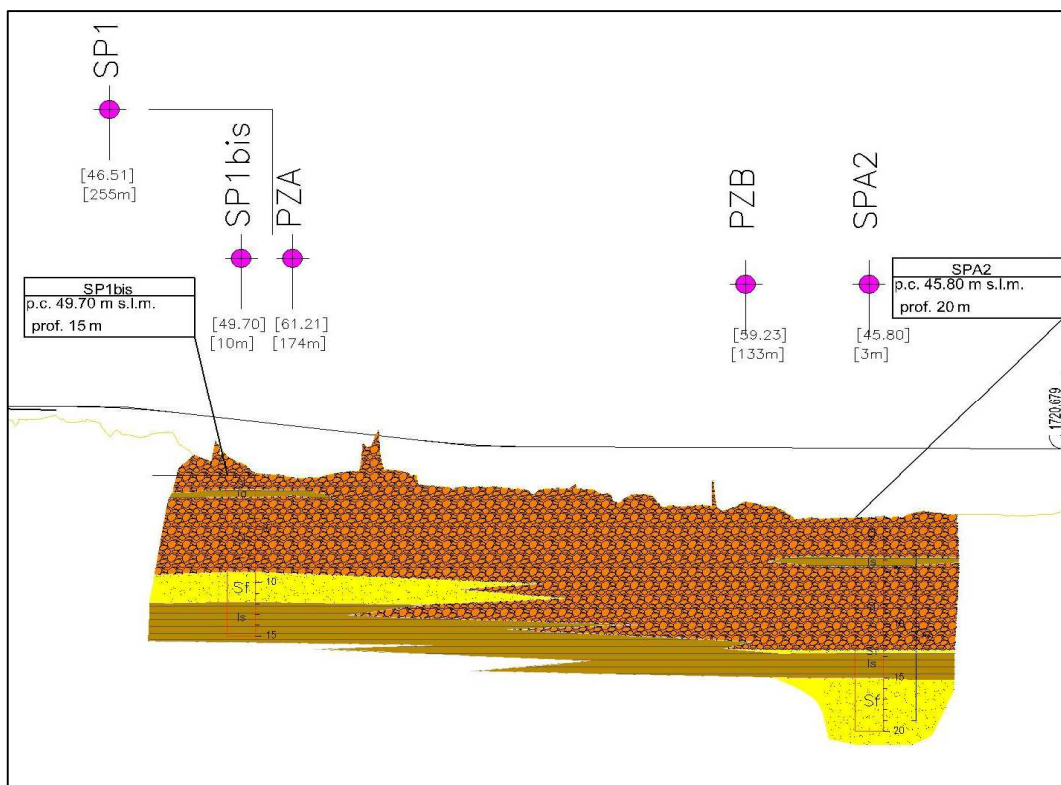 SP1
[46.51]
[255m]
SP1bis
[49.70]
[10m]
PZA
[61.21]
[174m]
PZB
[59.23]
[133m]
SPA2
[45.80]
[3m]
SP1bis
p.c. 49.70 m s.l.m.
prof. 15 m
SPA2
p.c. 45.80 m s.l.m.
prof. 20 m
1720.679
Sf
10
ls
15
ls
10
ls
15
Sf
20